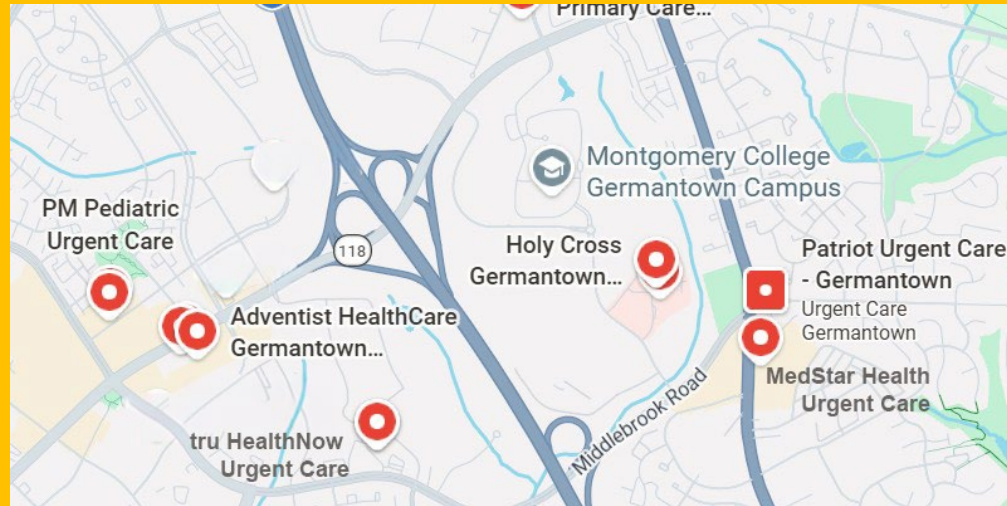 Primary Care...
Montgomery College
Germantown Campus
PM Pediatric
Urgent Care
118
Holy Cross
Germantown...
Patriot Urgent Care
- Germantown
Urgent Care
Germantown
Adventist HealthCare
Germantown...
MedStar Health
Urgent Care
Middlebrook Road
tru HealthNow
Urgent Care